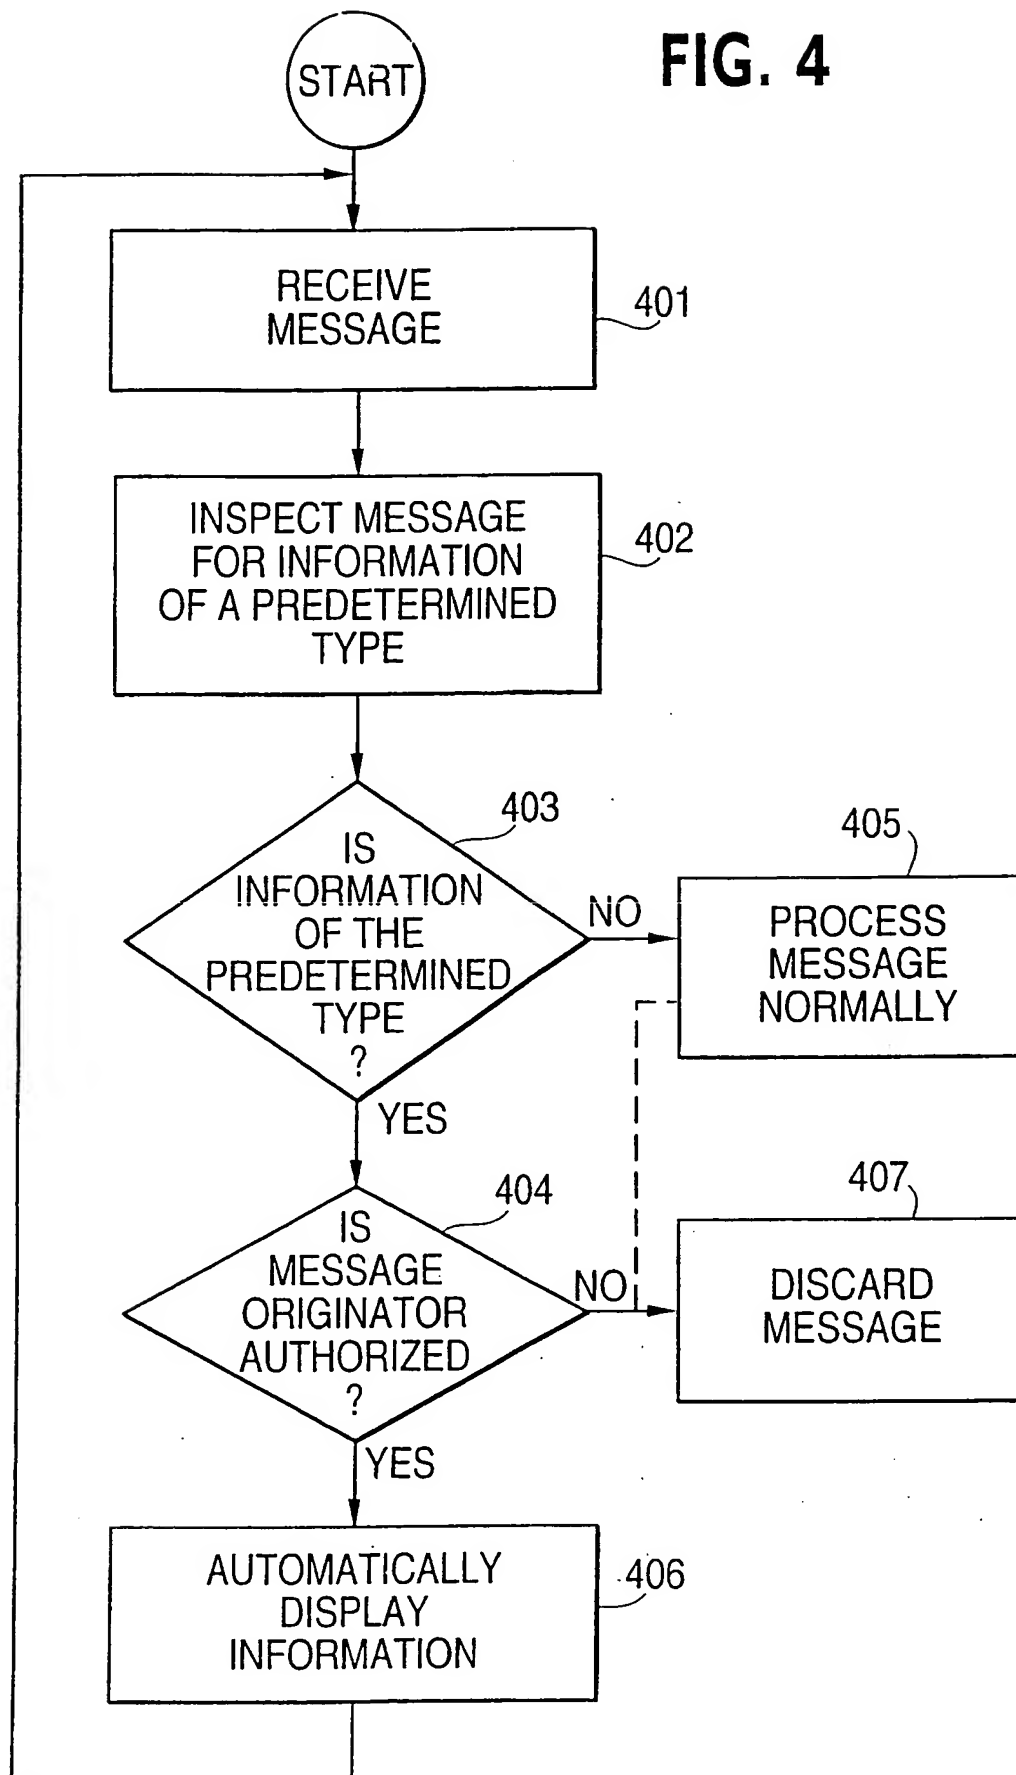 FIG. 4
START
RECEIVE
MESSAGE
401
INSPECT MESSAGE
FOR INFORMATION
OF A PREDETERMINED
TYPE
402
403
IS
INFORMATION
OF THE
PREDETERMINED
TYPE
?
NO
YES
405
PROCESS
MESSAGE
NORMALLY
404
IS
MESSAGE
ORIGINATOR
AUTHORIZED
?
NO
YES
407
DISCARD
MESSAGE
AUTOMATICALLY
DISPLAY
INFORMATION
406